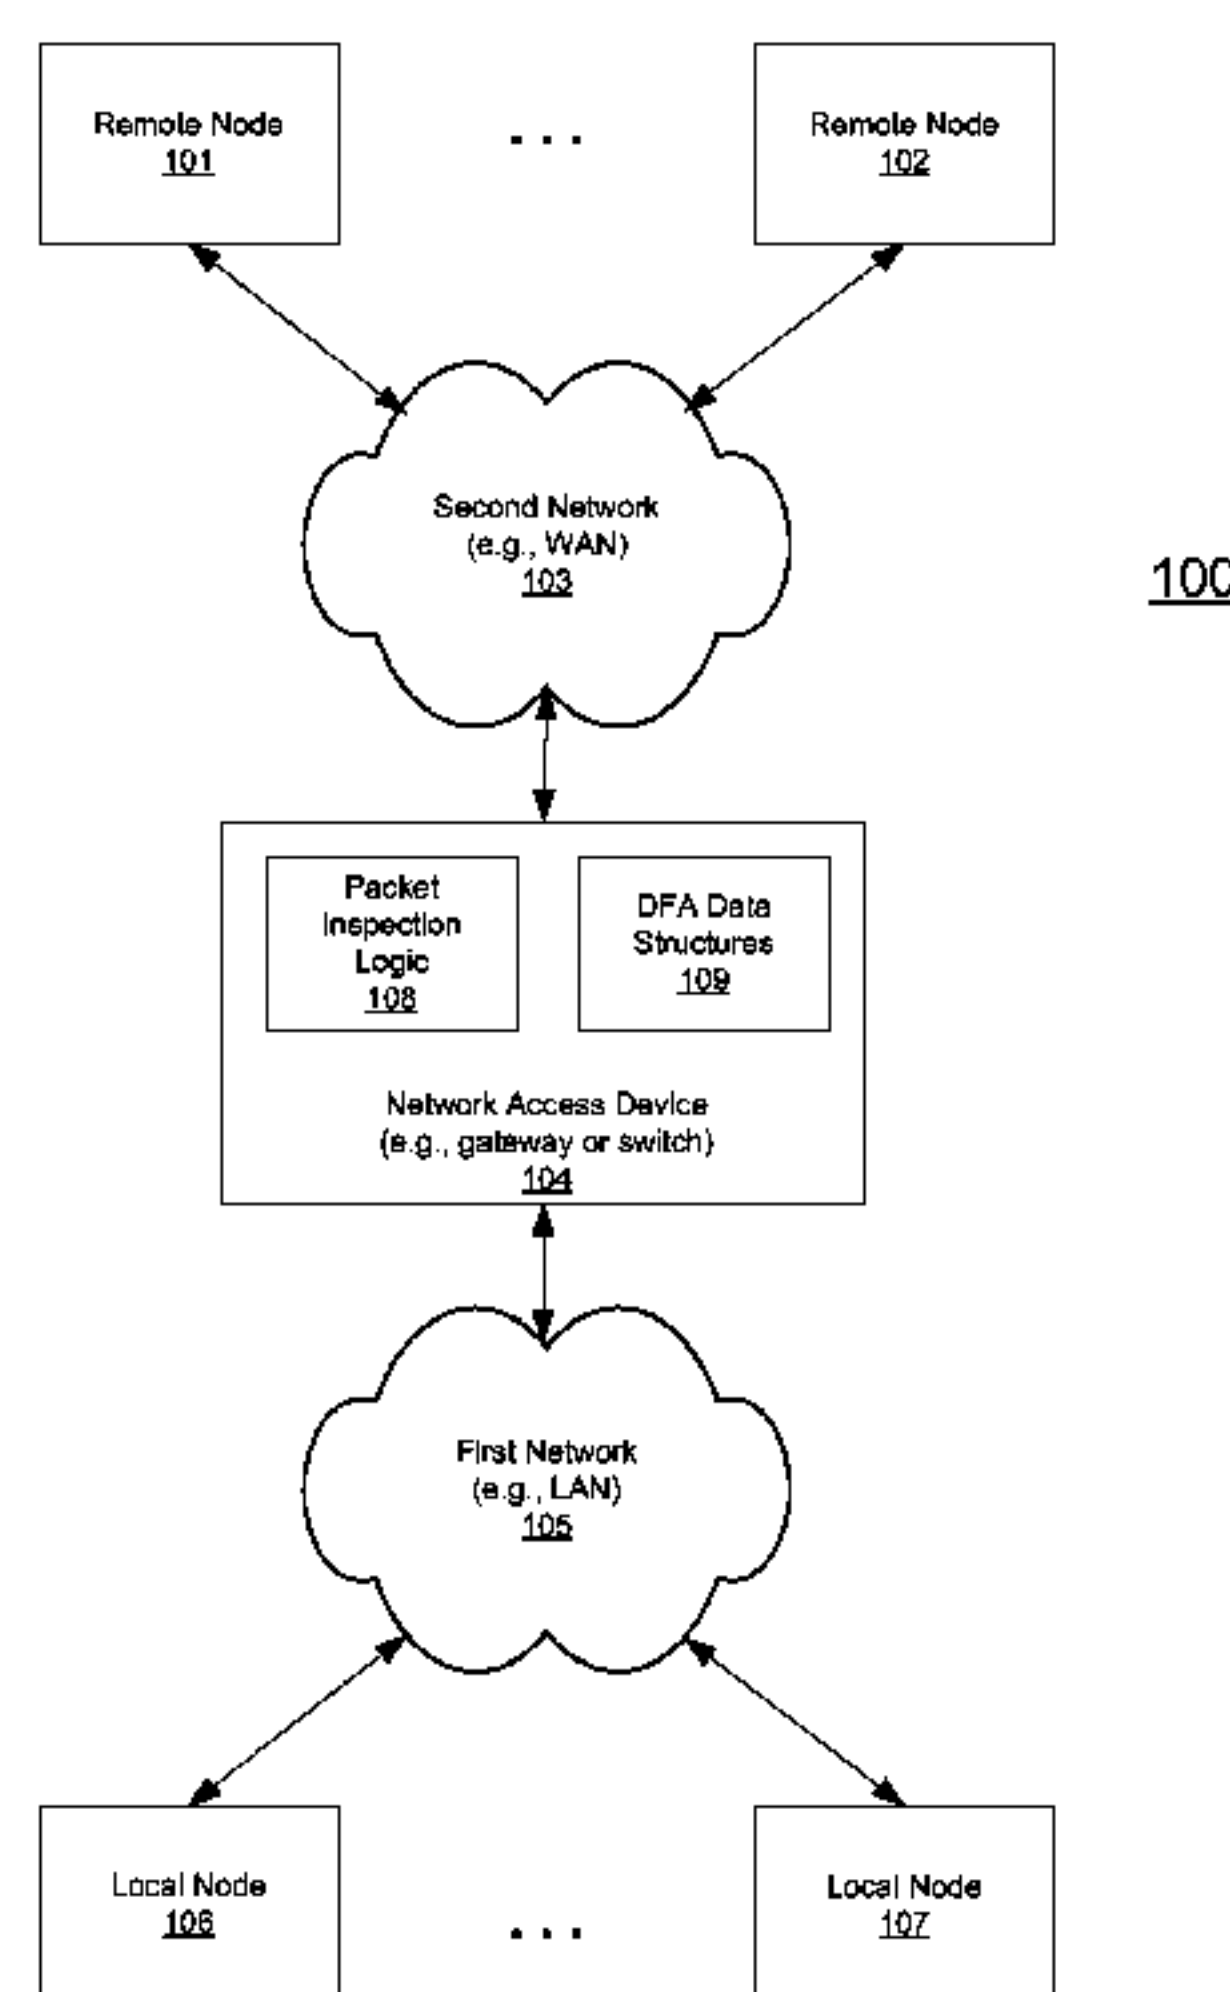 Remote Node
101
. . .
Remote Node
102
Second Network
(e.g., WAN)
103
100
Packet
Inspection
Logic
108
DFA Data
Structures
109
Network Access Device
(e.g., gateway or switch)
104
First Network
(e.g., LAN)
105
Local Node
106
. . .
Local Node
107